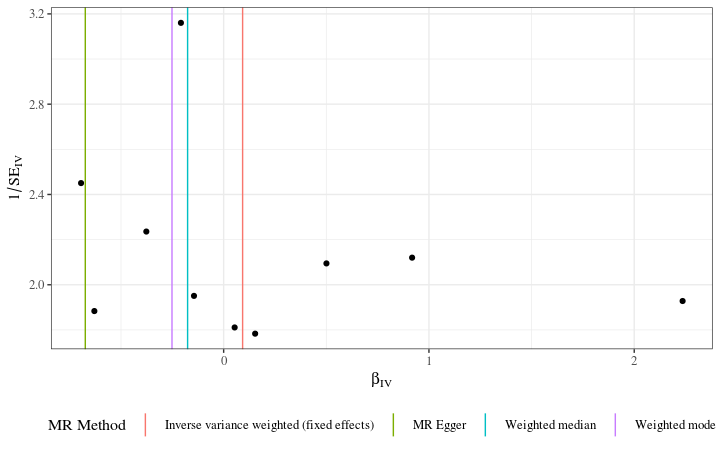 3.2
2.8
2.4
2.0
1/SE_IV
0
1
2
β_IV
MR Method
Inverse variance weighted (fixed effects)
MR Egger
Weighted median
Weighted mode